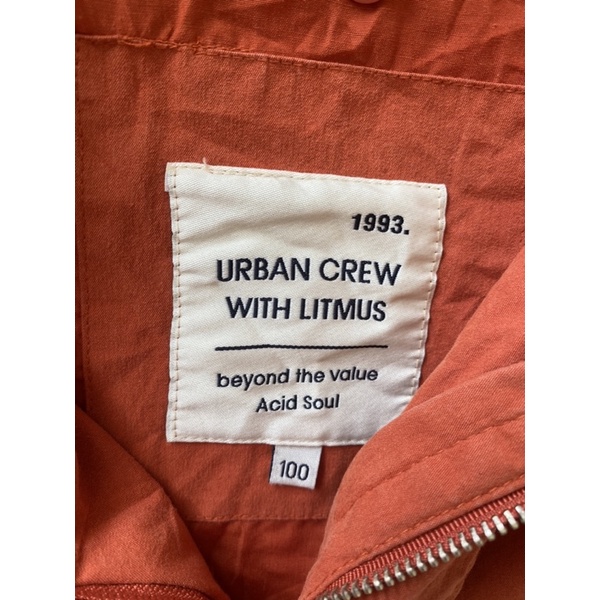 1993.
URBAN CREW
WITH LITMUS
beyond the value
Acid Soul
100